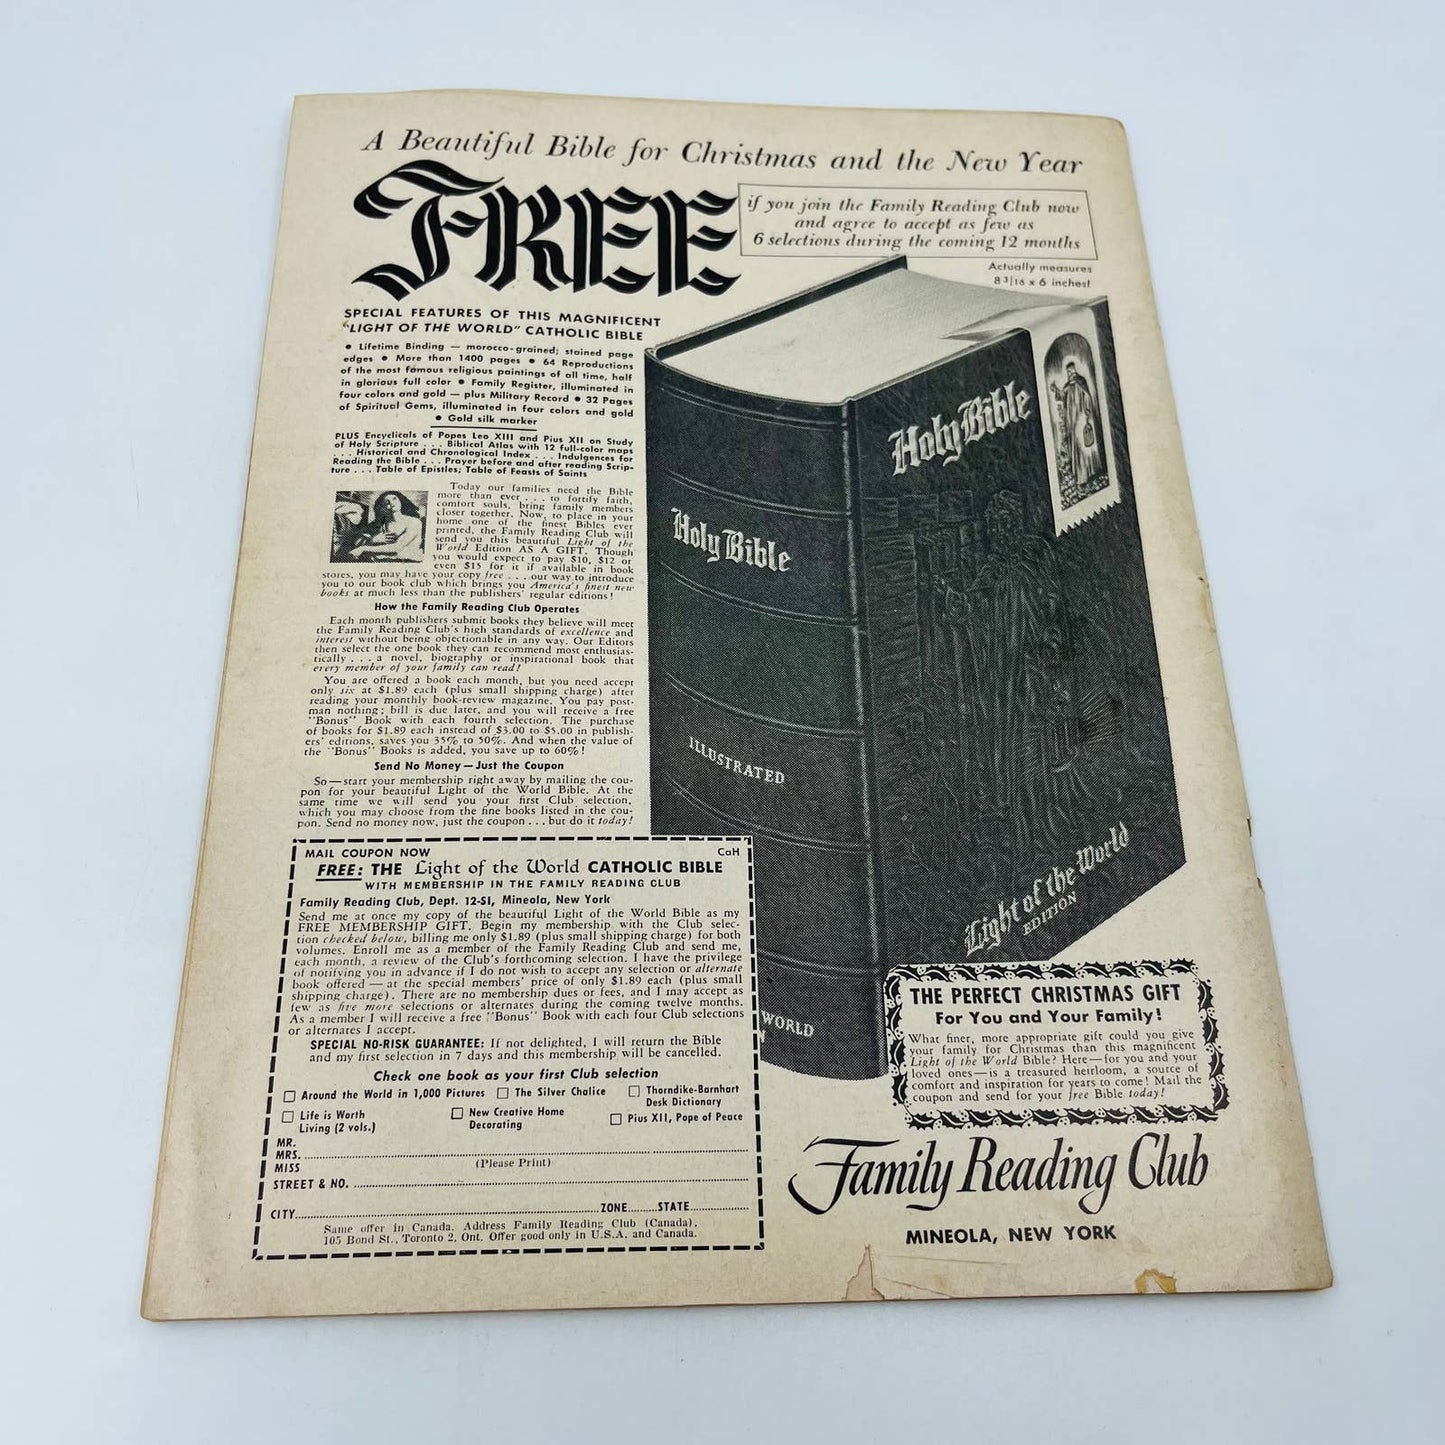 A Beautiful Bible for Christmas and the New Year
FREE
if you join the Family Reading Club now
and agree to accept as few as
6 selections during the coming 12 months
Actually measures
8 3/16 x 6 inches!
SPECIAL FEATURES OF THIS MAGNIFICENT
"LIGHT OF THE WORLD" CATHOLIC BIBLE
● Lifetime Binding — morocco-grained; stained page
edges ● More than 1400 pages ● 64 Reproductions
of the most famous religious paintings of all time, half
in glorious full color ● Family Register, illuminated in
four colors and gold — plus Military Record ● 32 Pages
of Spiritual Gems, illuminated in four colors and gold
● Gold silk marker
PLUS Encyclicals of Popes Leo XIII and Pius XII on Study
of Holy Scripture . . . Biblical Atlas with 12 full-color maps
. . . Historical and Chronological Index . . . Indulgences for
Reading the Bible . . . Prayer before and after reading Scrip-
ture . . . Table of Epistles; Table of Feasts of Saints
Today our families need the Bible
more than ever . . . to fortify faith,
comfort souls, bring family members
closer together. Now, to place in your
home one of the finest Bibles ever
printed, the Family Reading Club will
send you this beautiful Light of the
World Edition AS A GIFT. Though
you would expect to pay $10, $12 or
even $15 for it if available in book
stores, you may have your copy free . . . our way to introduce
you to our book club which brings you America's finest new
books at much less than the publishers' regular editions!
How the Family Reading Club Operates
Each month publishers submit books they believe will meet
the Family Reading Club's high standards of excellence and
interest without being objectionable in any way. Our Editors
then select the one book they can recommend most enthusias-
tically . . . a novel, biography or inspirational book that
every member of your family can read!
You are offered a book each month, but you need accept
only six at $1.89 each (plus small shipping charge) after
reading your monthly book-review magazine. You pay post-
man nothing; bill is due later, and you will receive a free
"Bonus" Book with each fourth selection. The purchase
of books for $1.89 each instead of $3.00 to $5.00 in publish-
ers' editions, saves you 35% to 50%. And when the value of
the "Bonus" Books is added, you save up to 60%!
Send No Money — Just the Coupon
So — start your membership right away by mailing the cou-
pon for your beautiful Light of the World Bible. At the
same time we will send you your first Club selection,
which you may choose from the fine books listed in the cou-
pon. Send no money now, just the coupon . . . but do it today!
Holy Bible
Holy Bible
ILLUSTRATED
Light of the World
EDITION
WORLD
MAIL COUPON NOW CaH
FREE: THE Light of the World CATHOLIC BIBLE
WITH MEMBERSHIP IN THE FAMILY READING CLUB
Family Reading Club, Dept. 12-SI, Mineola, New York
Send me at once my copy of the beautiful Light of the World Bible as my
FREE MEMBERSHIP GIFT. Begin my membership with the Club selec-
tion checked below, billing me only $1.89 (plus small shipping charge) for both
volumes. Enroll me as a member of the Family Reading Club and send me,
each month, a review of the Club's forthcoming selection. I have the privilege
of notifying you in advance if I do not wish to accept any selection or alternate
book offered — at the special members' price of only $1.89 each (plus small
shipping charge). There are no membership dues or fees, and I may accept as
few as five more selections or alternates during the coming twelve months.
As a member I will receive a free "Bonus" Book with each four Club selections
or alternates I accept.
SPECIAL NO-RISK GUARANTEE: If not delighted, I will return the Bible
and my first selection in 7 days and this membership will be cancelled.
Check one book as your first Club selection
☐ Around the World in 1,000 Pictures ☐ The Silver Chalice ☐ Thorndike-Barnhart
Desk Dictionary
☐ Life is Worth
Living (2 vols.)
☐ New Creative Home
Decorating
☐ Pius XII, Pope of Peace
MR.
MRS.
MISS
(Please Print)
STREET & NO.
CITY ZONE STATE
Same offer in Canada. Address Family Reading Club (Canada),
105 Bond St., Toronto 2, Ont. Offer good only in U.S.A. and Canada.
THE PERFECT CHRISTMAS GIFT
For You and Your Family!
What finer, more appropriate gift could you give
your family for Christmas than this magnificent
Light of the World Bible? Here — for you and your
loved ones — is a treasured heirloom, a source of
comfort and inspiration for years to come! Mail the
coupon and send for your free Bible today!
Family Reading Club
MINEOLA, NEW YORK